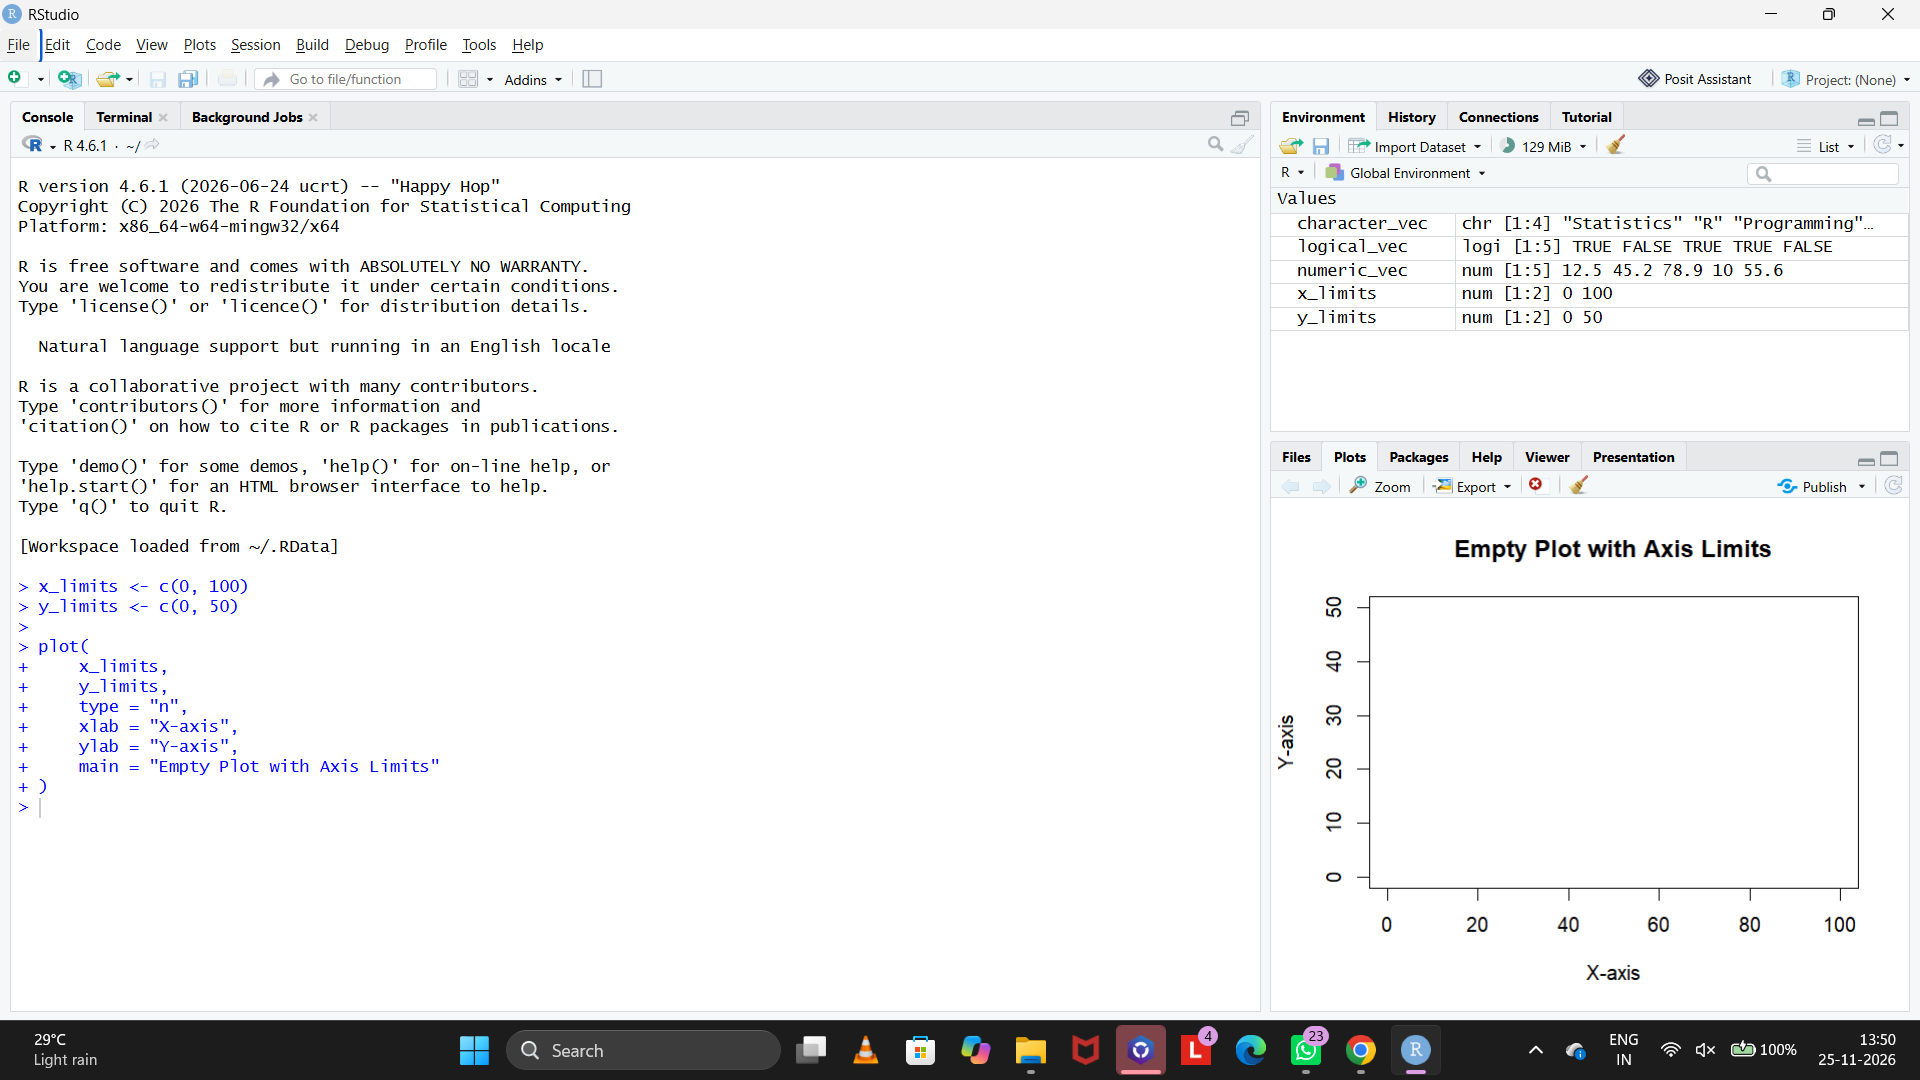 RStudio
File Edit Code View Plots Session Build Debug Profile Tools Help
Go to file/function Addins Posit Assistant Project: (None)
Console Terminal Background Jobs
R 4.6.1 · ~/
R version 4.6.1 (2026-06-24 ucrt) -- "Happy Hop"
Copyright (C) 2026 The R Foundation for Statistical Computing
Platform: x86_64-w64-mingw32/x64
R is free software and comes with ABSOLUTELY NO WARRANTY.
You are welcome to redistribute it under certain conditions.
Type 'license()' or 'licence()' for distribution details.
Natural language support but running in an English locale
R is a collaborative project with many contributors.
Type 'contributors()' for more information and
'citation()' on how to cite R or R packages in publications.
Type 'demo()' for some demos, 'help()' for on-line help, or
'help.start()' for an HTML browser interface to help.
Type 'q()' to quit R.
[Workspace loaded from ~/.RData]
> x_limits <- c(0, 100)
> y_limits <- c(0, 50)
>
> plot(
+     x_limits,
+     y_limits,
+     type = "n",
+     xlab = "X-axis",
+     ylab = "Y-axis",
+     main = "Empty Plot with Axis Limits"
+ )
>
Environment History Connections Tutorial
Import Dataset 129 MiB List
R Global Environment
Values
character_vec chr [1:4] "Statistics" "R" "Programming"…
logical_vec logi [1:5] TRUE FALSE TRUE TRUE FALSE
numeric_vec num [1:5] 12.5 45.2 78.9 10 55.6
x_limits num [1:2] 0 100
y_limits num [1:2] 0 50
Files Plots Packages Help Viewer Presentation
Zoom Export Publish
Empty Plot with Axis Limits
50
40
30
20
10
0
Y-axis
0 20 40 60 80 100
X-axis
29°C
Light rain
Search
L 4
23
R
ENG
IN
100%
13:50
25-11-2026